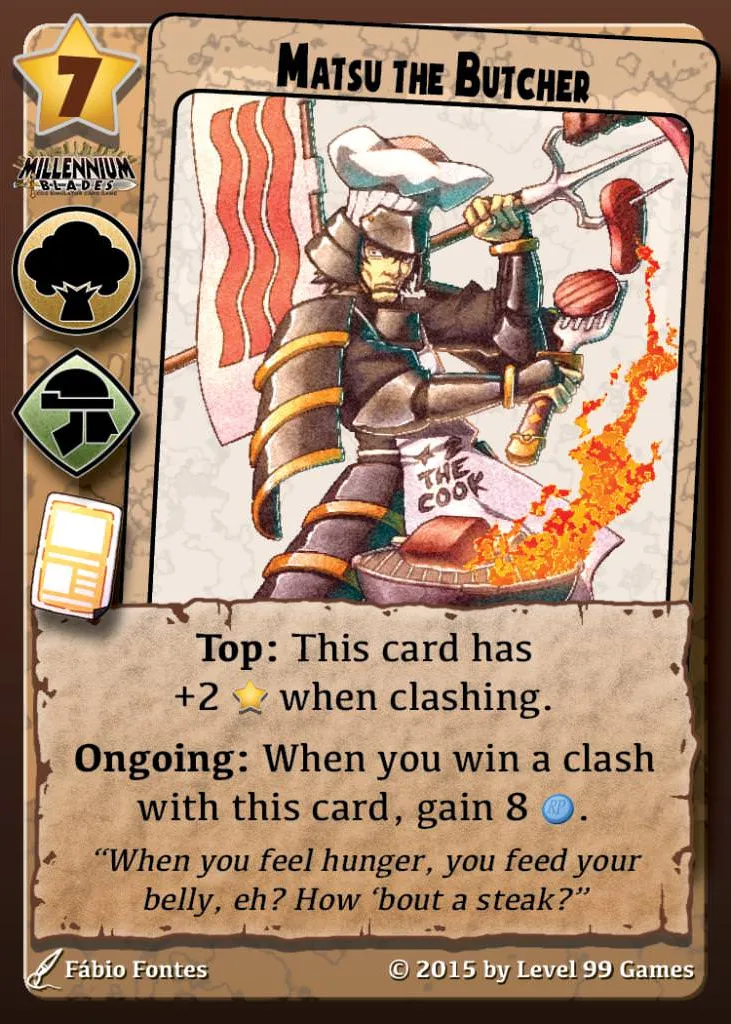 7
MATSU THE BUTCHER
MILLENNIUM
BLADES
THE
COOK
Top: This card has
+2 when clashing.
Ongoing: When you win a clash
with this card, gain 8 RP.
“When you feel hunger, you feed your
belly, eh? How ‘bout a steak?”
Fábio Fontes
© 2015 by Level 99 Games